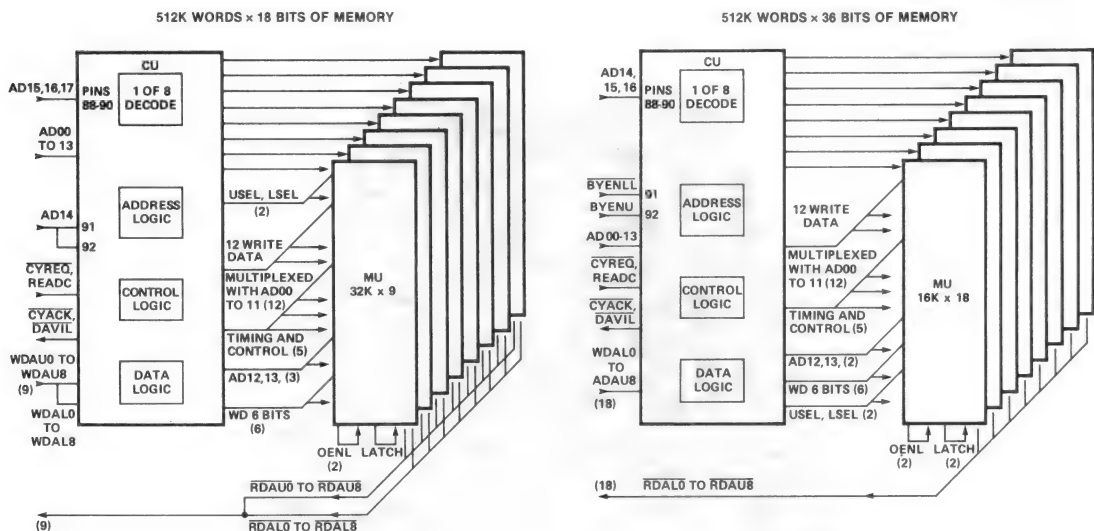 512K WORDS × 18 BITS OF MEMORY
CU
AD15,16,17
PINS
88-90
1 OF 8
DECODE
AD00
TO 13
ADDRESS
LOGIC
USEL, LSEL
(2)
AD14
91
92
12 WRITE
DATA
CYREQ,
READC
CONTROL
LOGIC
MULTIPLEXED
WITH AD00
TO 11 (12)
MU
32K x 9
CYACK,
DAVIL
TIMING AND
CONTROL (5)
WDAU0 TO
WDAU8
(9)
DATA
LOGIC
AD12,13, (3)
WDAL0
TO
WDAL8
WD 6 BITS
(6)
OENL
(2)
LATCH
RDAU0 TO RDAU8
(9)
RDAL0 TO RDAL8
512K WORDS × 36 BITS OF MEMORY
CU
AD14,
15, 16
PINS
88-90
1 OF 8
DECODE
BYENLL
91
BYENU
92
ADDRESS
LOGIC
12 WRITE
DATA
AD00-13
CYREQ,
READC
CONTROL
LOGIC
MULTIPLEXED
WITH AD00
TO 11 (12)
MU
16K x 18
CYACK,
DAVIL
TIMING AND
CONTROL (5)
WDAL0
TO
ADAU8
(18)
DATA
LOGIC
AD12,13, (2)
WD 6 BITS (6)
USEL, LSEL (2)
OENL
(2)
LATCH
(2)
(18)
RDAL0 TO RDAU8